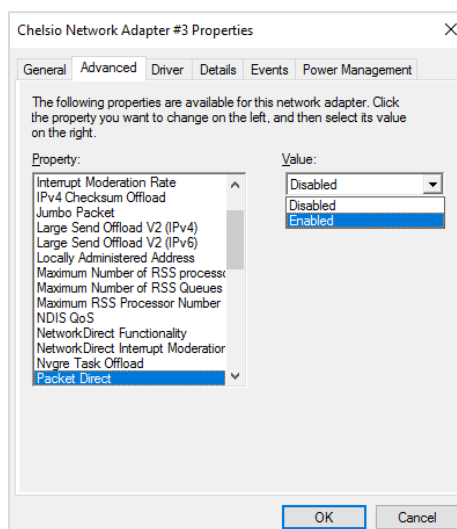 Chelsio Network Adapter #3 Properties
General Advanced Driver Details Events Power Management
The following properties are available for this network adapter. Click
the property you want to change on the left, and then select its value
on the right.
Property:
Value:
Interrupt Moderation Rate
IPv4 Checksum Offload
Jumbo Packet
Large Send Offload V2 (IPv4)
Large Send Offload V2 (IPv6)
Locally Administered Address
Maximum Number of RSS processo
Maximum Number of RSS Queues
Maximum RSS Processor Number
NDIS QoS
NetworkDirect Functionality
NetworkDirect Interrupt Moderation
Nvgre Task Offload
Packet Direct
Disabled
Disabled
Enabled
OK Cancel